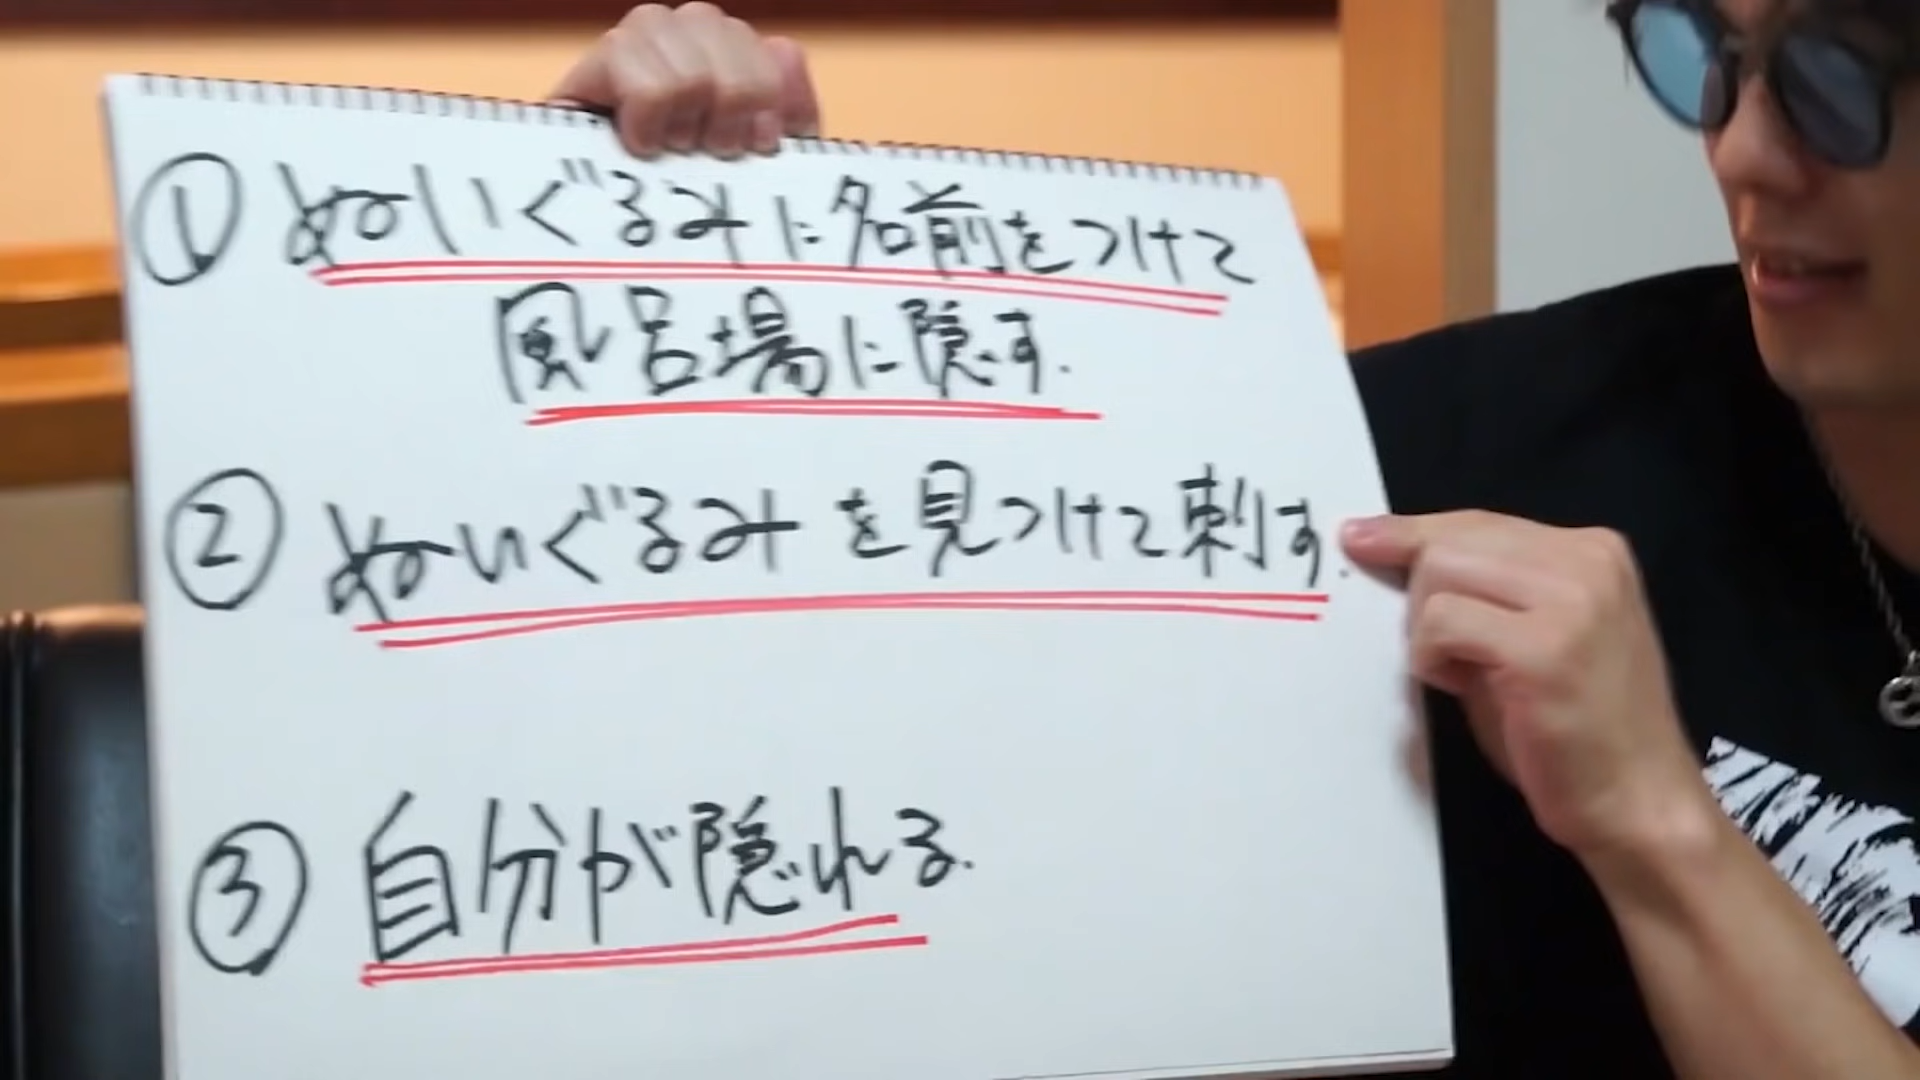 ① ぬいぐるみに名前をつけて
風呂場に隠す.
② ぬいぐるみを見つけて刺す.
③ 自分が隠れる.